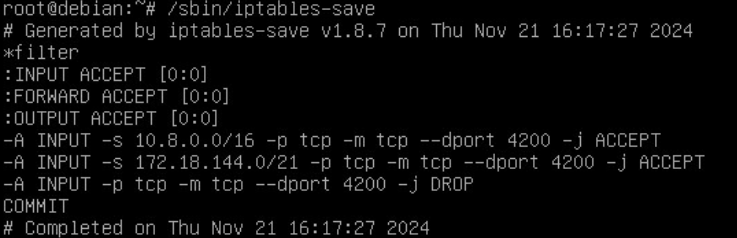 root@debian:~# /sbin/iptables-save
# Generated by iptables-save v1.8.7 on Thu Nov 21 16:17:27 2024
*filter
:INPUT ACCEPT [0:0]
:FORWARD ACCEPT [0:0]
:OUTPUT ACCEPT [0:0]
-A INPUT -s 10.8.0.0/16 -p tcp -m tcp --dport 4200 -j ACCEPT
-A INPUT -s 172.18.144.0/21 -p tcp -m tcp --dport 4200 -j ACCEPT
-A INPUT -p tcp -m tcp --dport 4200 -j DROP
COMMIT
# Completed on Thu Nov 21 16:17:27 2024